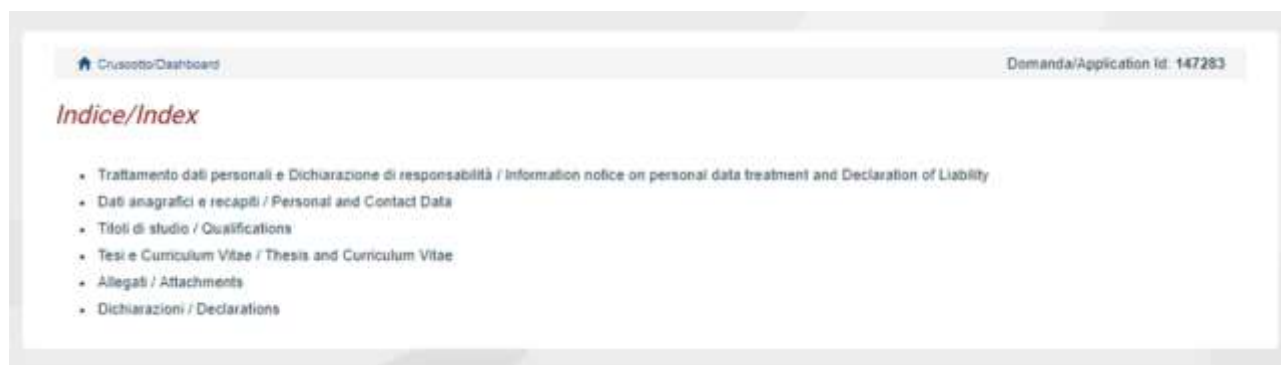 Cruscotto/Dashboard
Domanda/Application Id: 147283
Indice/Index
Trattamento dati personali e Dichiarazione di responsabilità / Information notice on personal data treatment and Declaration of Liability
Dati anagrafici e recapiti / Personal and Contact Data
Titoli di studio / Qualifications
Tesi e Curriculum Vitae / Thesis and Curriculum Vitae
Allegati / Attachments
Dichiarazioni / Declarations